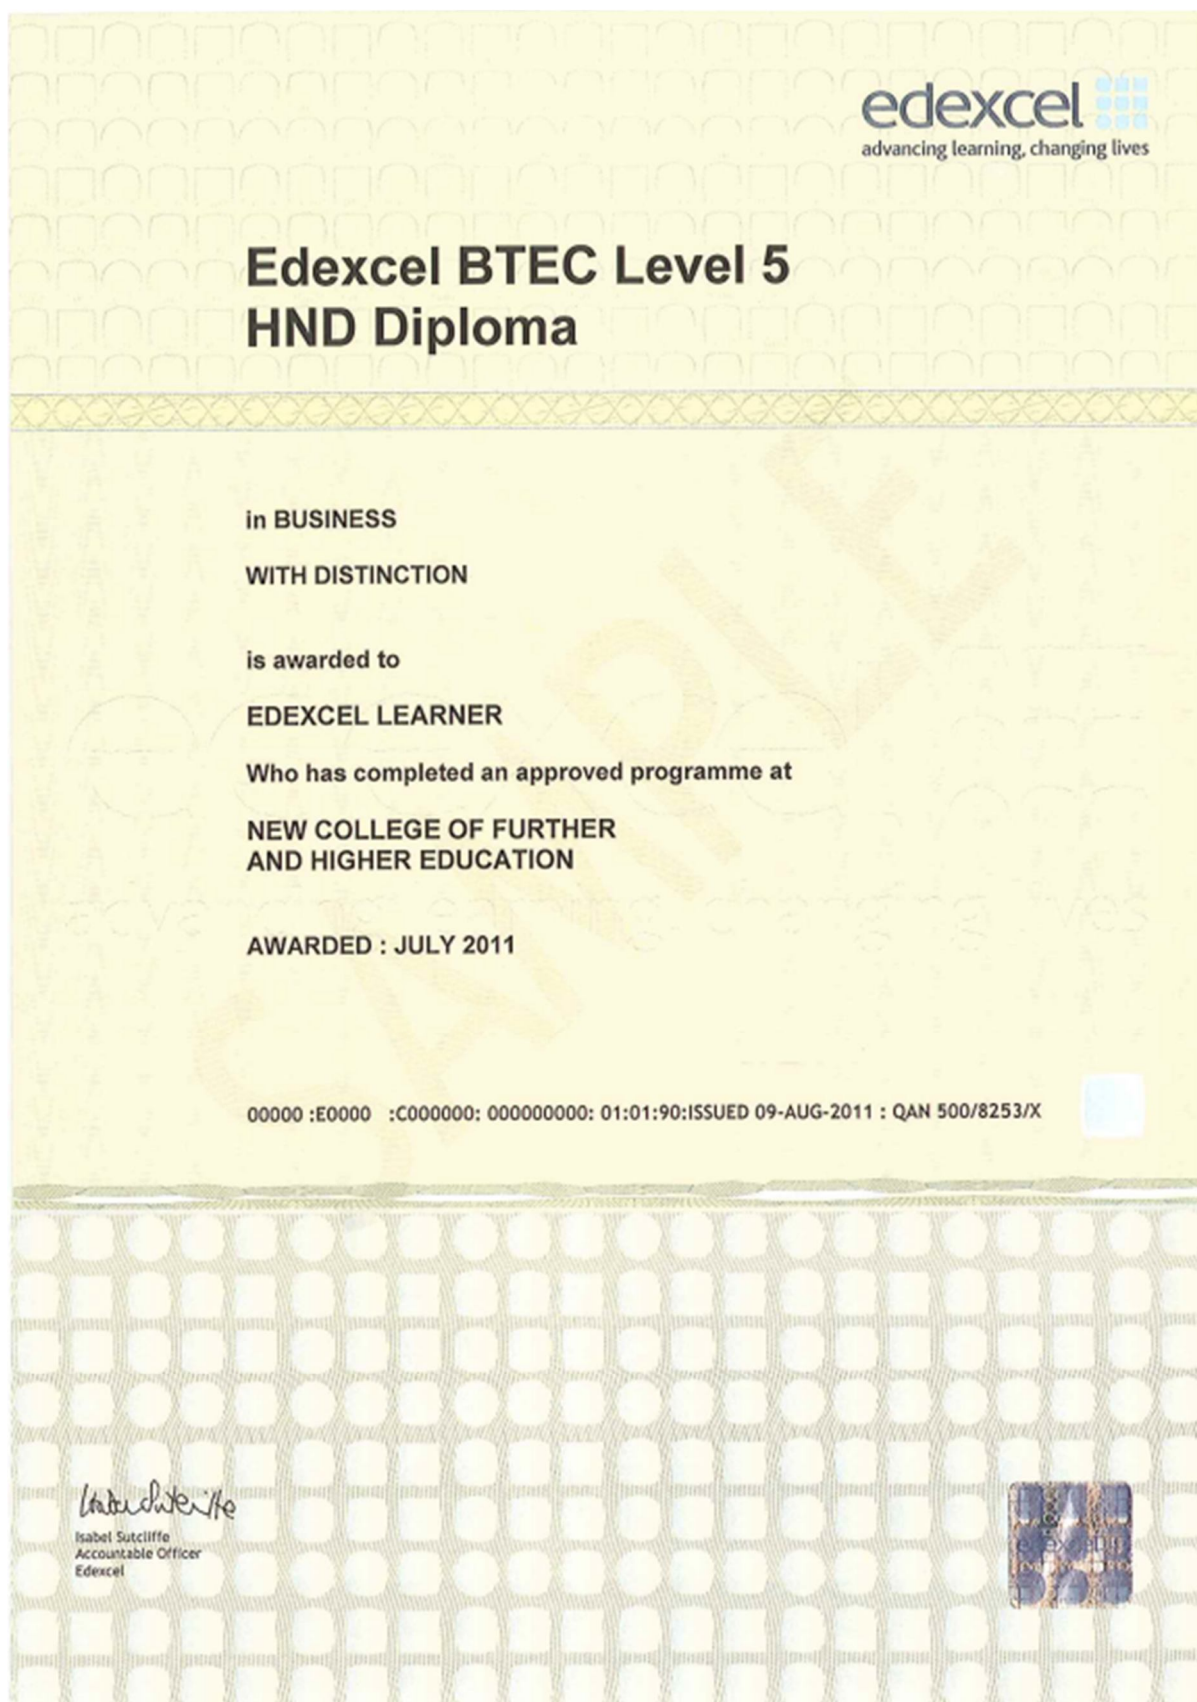 edexcel
advancing learning, changing lives
Edexcel BTEC Level 5
HND Diploma
in BUSINESS
WITH DISTINCTION
is awarded to
EDEXCEL LEARNER
Who has completed an approved programme at
NEW COLLEGE OF FURTHER
AND HIGHER EDUCATION
AWARDED : JULY 2011
SAMPLE
00000 :E0000 :C000000: 000000000: 01:01:90:ISSUED 09-AUG-2011 : QAN 500/8253/X
Isabel Sutcliffe
Accountable Officer
Edexcel